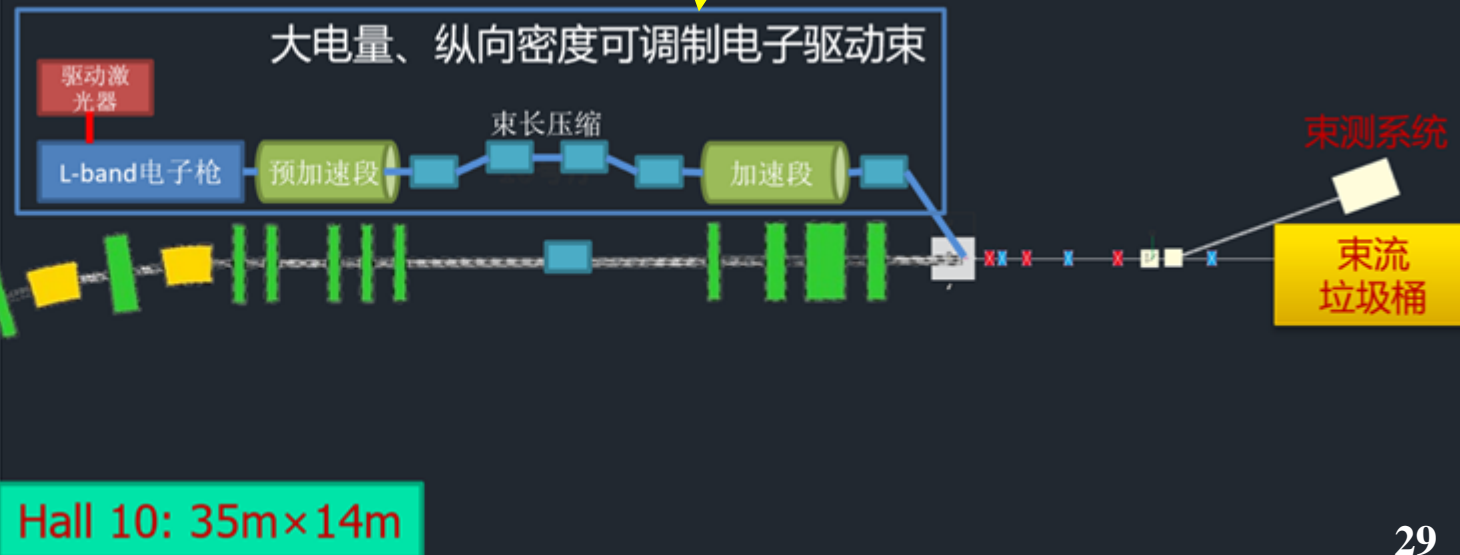 大电量、纵向密度可调制电子驱动束
驱动激
光器
束长压缩
L-band电子枪
预加速段
加速段
束测系统
束流
垃圾桶
Hall 10: 35m×14m
29